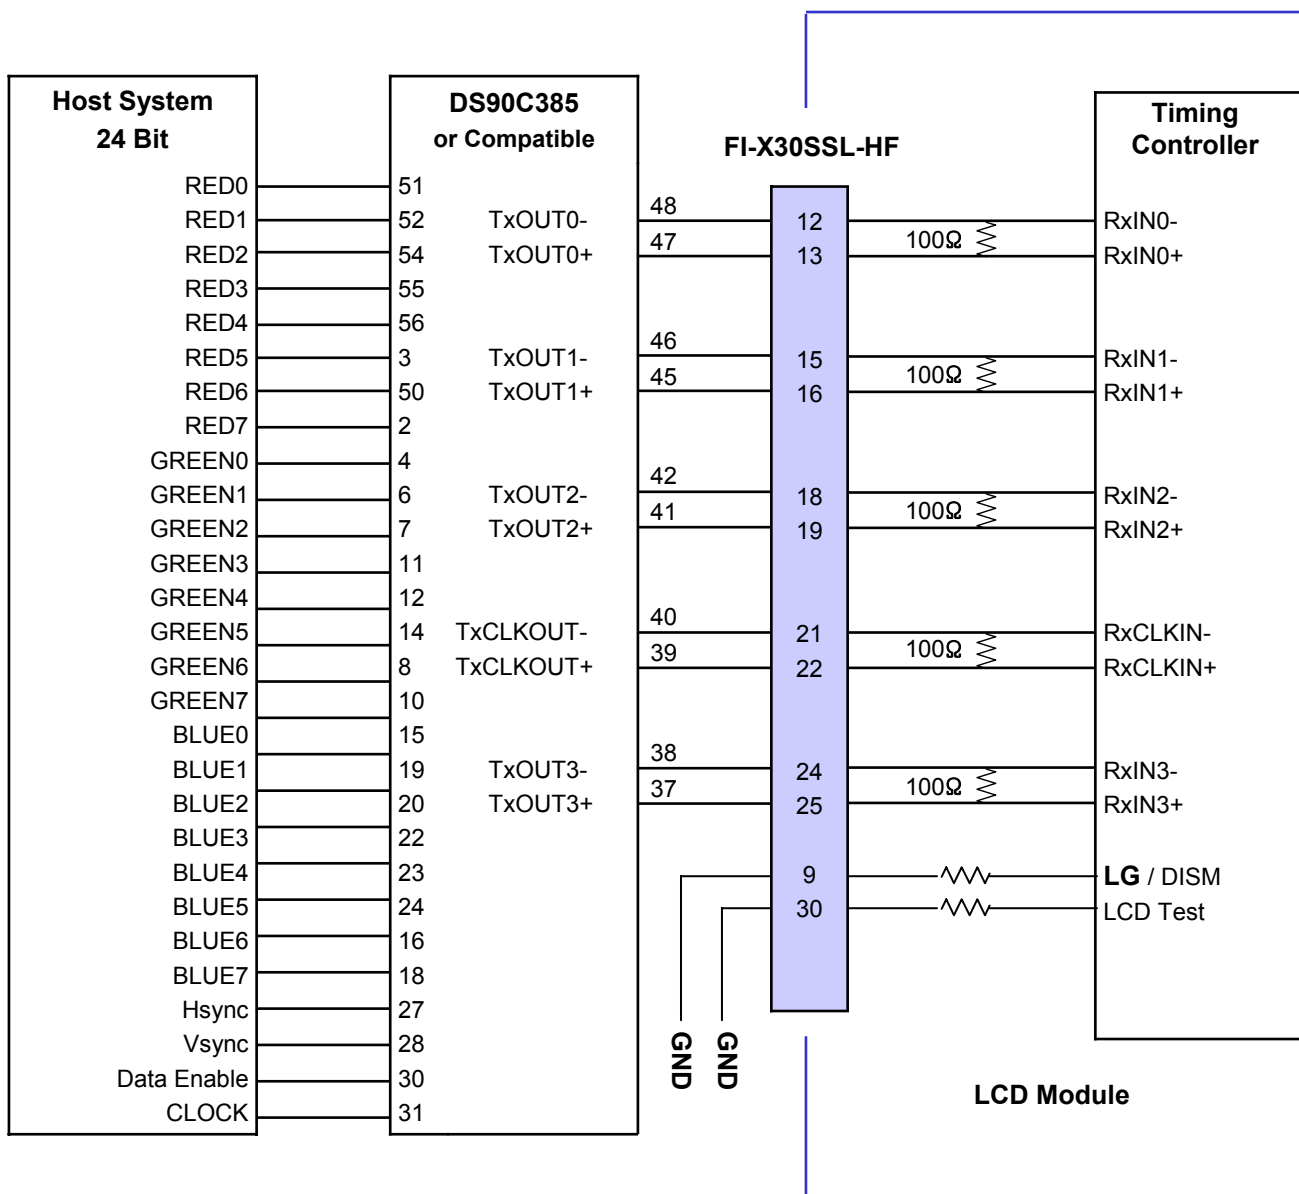 Host System
24 Bit
RED0
RED1
RED2
RED3
RED4
RED5
RED6
RED7
GREEN0
GREEN1
GREEN2
GREEN3
GREEN4
GREEN5
GREEN6
GREEN7
BLUE0
BLUE1
BLUE2
BLUE3
BLUE4
BLUE5
BLUE6
BLUE7
Hsync
Vsync
Data Enable
CLOCK
DS90C385
or Compatible
51
52
54
55
56
3
50
2
4
6
7
11
12
14
8
10
15
19
20
22
23
24
16
18
27
28
30
31
TxOUT0-
TxOUT0+
TxOUT1-
TxOUT1+
TxOUT2-
TxOUT2+
TxCLKOUT-
TxCLKOUT+
TxOUT3-
TxOUT3+
48
47
46
45
42
41
40
39
38
37
GND
GND
FI-X30SSL-HF
12
13
15
16
18
19
21
22
24
25
9
30
100Ω
100Ω
100Ω
100Ω
100Ω
Timing
Controller
RxIN0-
RxIN0+
RxIN1-
RxIN1+
RxIN2-
RxIN2+
RxCLKIN-
RxCLKIN+
RxIN3-
RxIN3+
LG / DISM
LCD Test
LCD Module